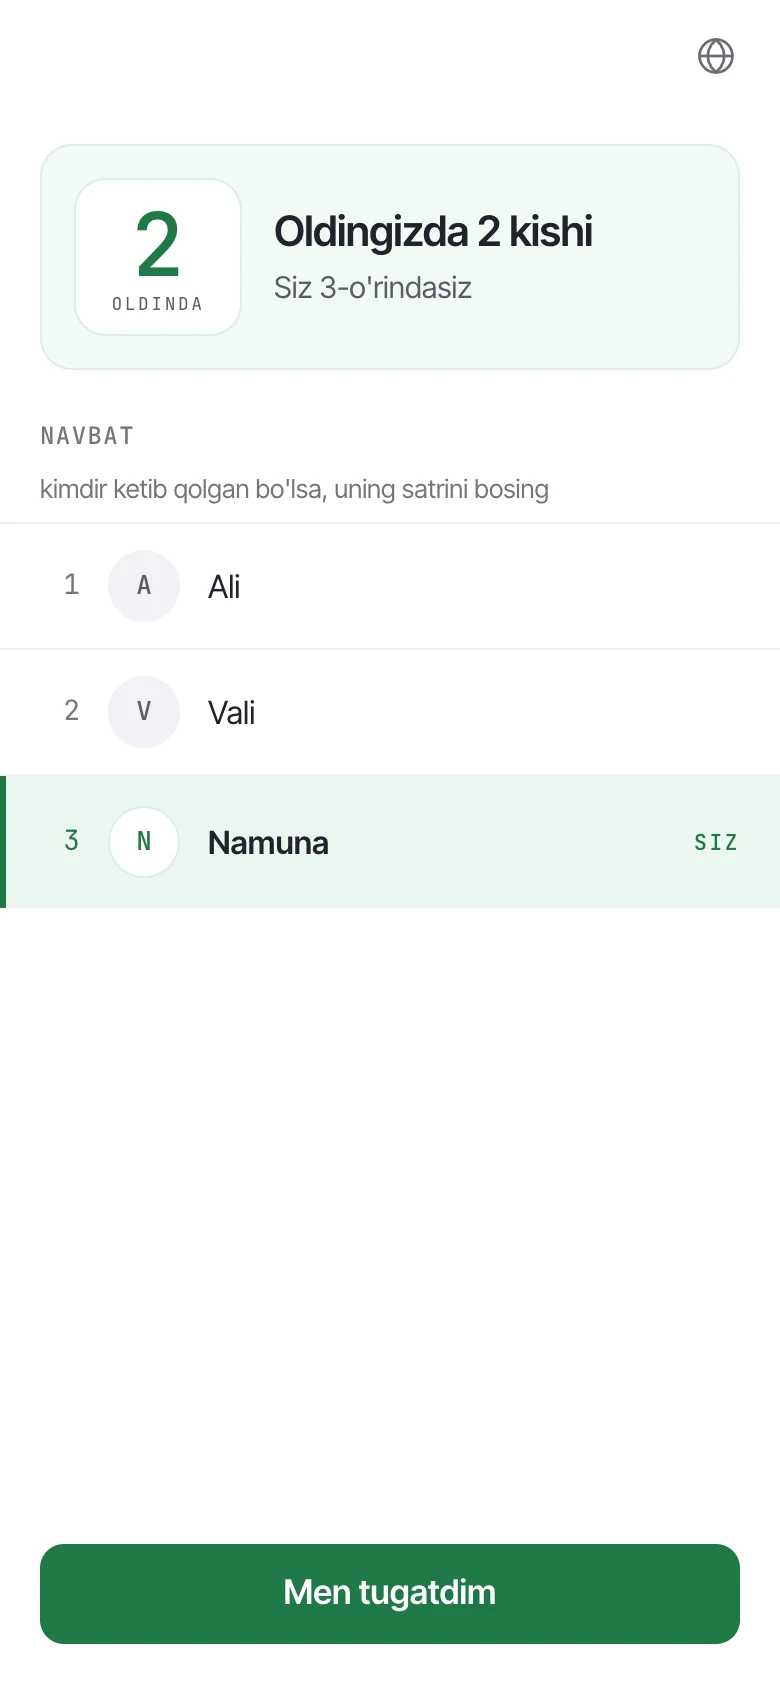 2
OLDINDA
Oldingizda 2 kishi
Siz 3-o'rindasiz
NAVBAT
kimdir ketib qolgan bo'lsa, uning satrini bosing
1 A Ali
2 V Vali
3 N Namuna SIZ
Men tugatdim